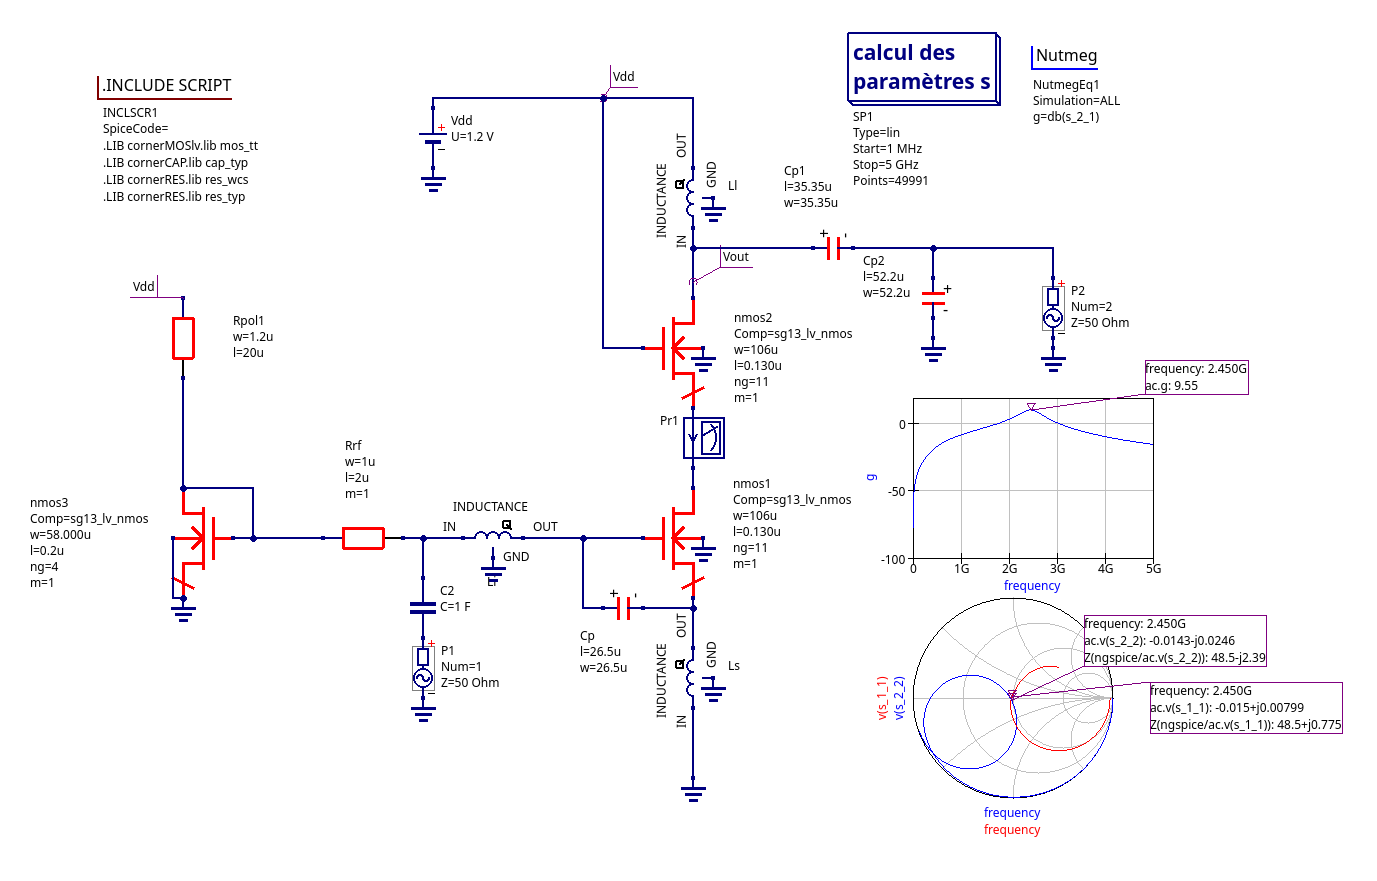 .INCLUDE SCRIPT
INCLSCR1
SpiceCode=
.LIB cornerMOSlv.lib mos_tt
.LIB cornerCAP.lib cap_typ
.LIB cornerRES.lib res_wcs
.LIB cornerRES.lib res_typ
Vdd
Vdd
U=1.2 V
calcul des
paramètres s
SP1
Type=lin
Start=1 MHz
Stop=5 GHz
Points=49991
Nutmeg
NutmegEq1
Simulation=ALL
g=db(s_2_1)
OUT
GND
INDUCTANCE
Ll
IN
Cp1
l=35.35u
w=35.35u
+ -
Vout
Cp2
l=52.2u
w=52.2u
+
-
P2
Num=2
Z=50 Ohm
Vdd
Rpol1
w=1.2u
l=20u
nmos2
Comp=sg13_lv_nmos
w=106u
l=0.130u
ng=11
m=1
Pr1
Rrf
w=1u
l=2u
m=1
nmos3
Comp=sg13_lv_nmos
w=58.000u
l=0.2u
ng=4
m=1
INDUCTANCE
IN
OUT
GND
nmos1
Comp=sg13_lv_nmos
w=106u
l=0.130u
ng=11
m=1
C2
C=1 F
P1
Num=1
Z=50 Ohm
+ -
Cp
l=26.5u
w=26.5u
OUT
GND
INDUCTANCE
Ls
IN
frequency: 2.450G
ac.g: 9.55
0
-50
-100
g
0 1G 2G 3G 4G 5G
frequency
frequency: 2.450G
ac.v(s_2_2): -0.0143-j0.0246
Z(ngspice/ac.v(s_2_2)): 48.5-j2.39
frequency: 2.450G
ac.v(s_1_1): -0.015+j0.00799
Z(ngspice/ac.v(s_1_1)): 48.5+j0.775
v(s_1_1)
v(s_2_2)
frequency
frequency